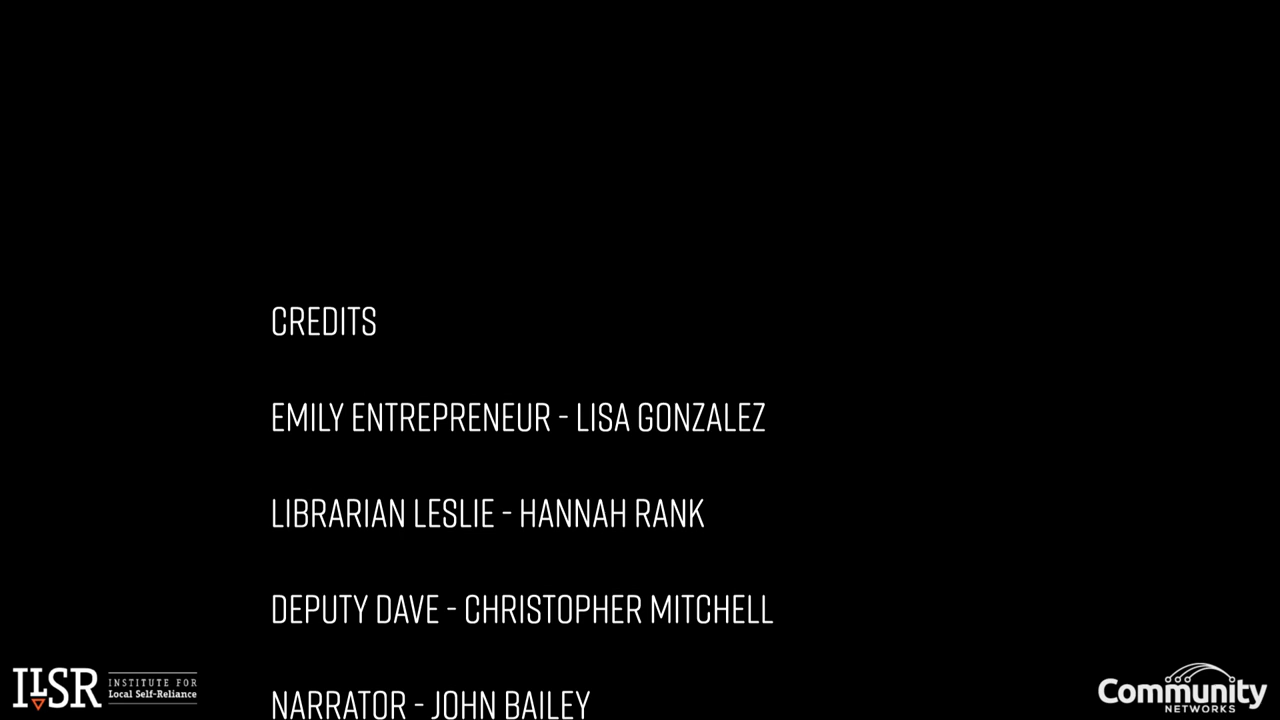 CREDITS
EMILY ENTREPRENEUR - LISA GONZALEZ
LIBRARIAN LESLIE - HANNAH RANK
DEPUTY DAVE - CHRISTOPHER MITCHELL
NARRATOR - JOHN BAILEY
ILSR INSTITUTE FOR
Local Self-Reliance
Community
NETWORKS